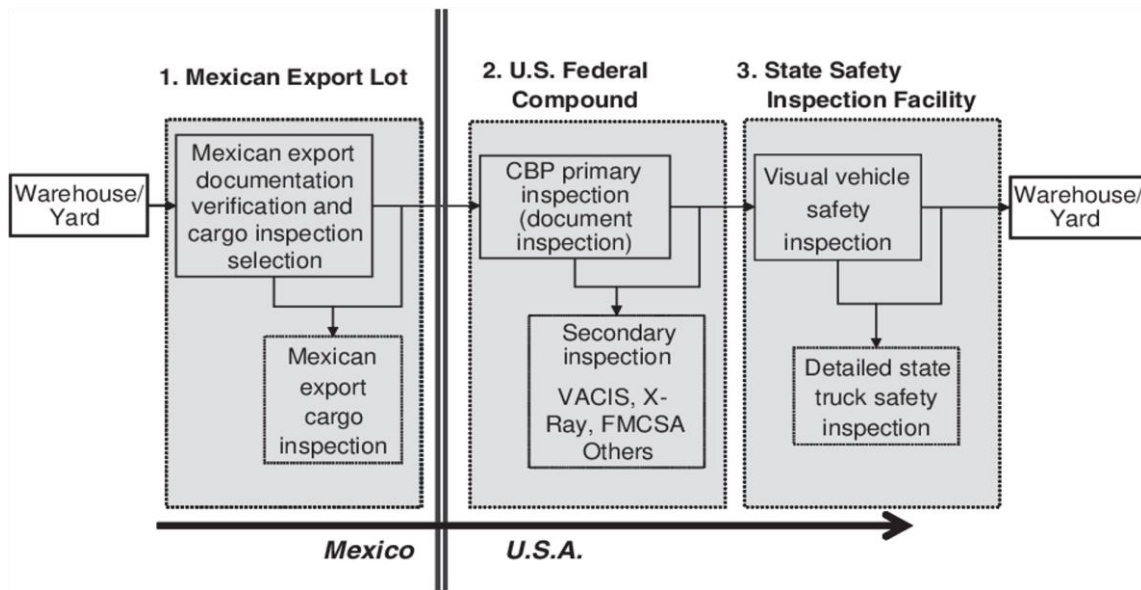 1. Mexican Export Lot
2. U.S. Federal
Compound
3. State Safety
Inspection Facility
Warehouse/
Yard
Mexican export
documentation
verification and
cargo inspection
selection
Mexican
export
cargo
inspection
CBP primary
inspection
(document
inspection)
Secondary
inspection
VACIS, X-
Ray, FMCSA
Others
Visual vehicle
safety
inspection
Detailed state
truck safety
inspection
Warehouse/
Yard
Mexico
U.S.A.